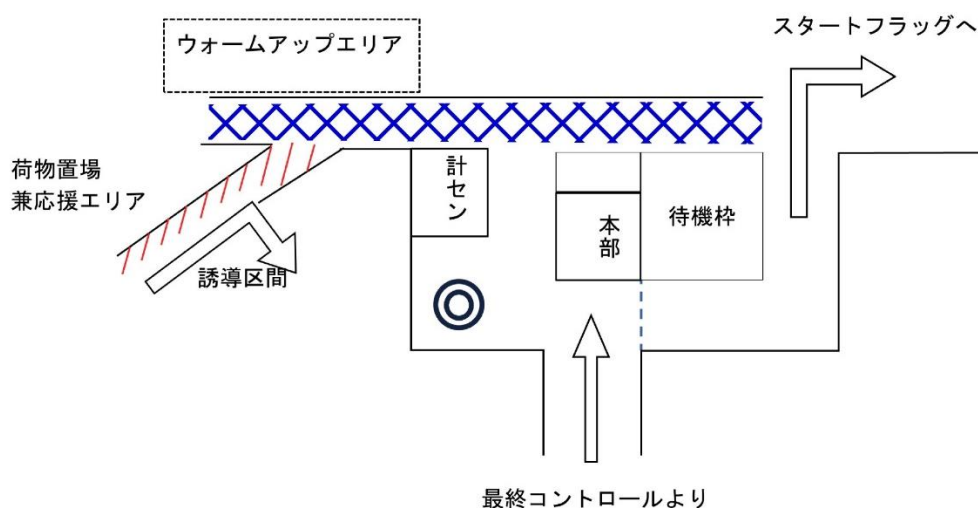 ウォームアップエリア
スタートフラッグへ
荷物置場
兼応援エリア
計セン
本部
待機枠
誘導区間
最終コントロールより